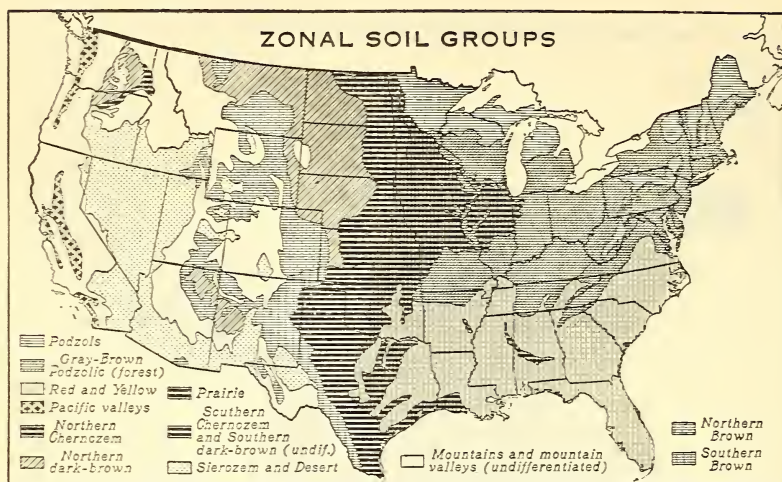 ZONAL SOIL GROUPS
Podzols
Gray-Brown
Podzolic (forest)
Red and Yellow
Pacific valleys
Northern
Chernozem
Northern
dark-brown
Prairie
Southern
Chernozem
and Southern
dark-brown (undif.)
Sierozem and Desert
Mountains and mountain
valleys (undifferentiated)
Northern
Brown
Southern
Brown